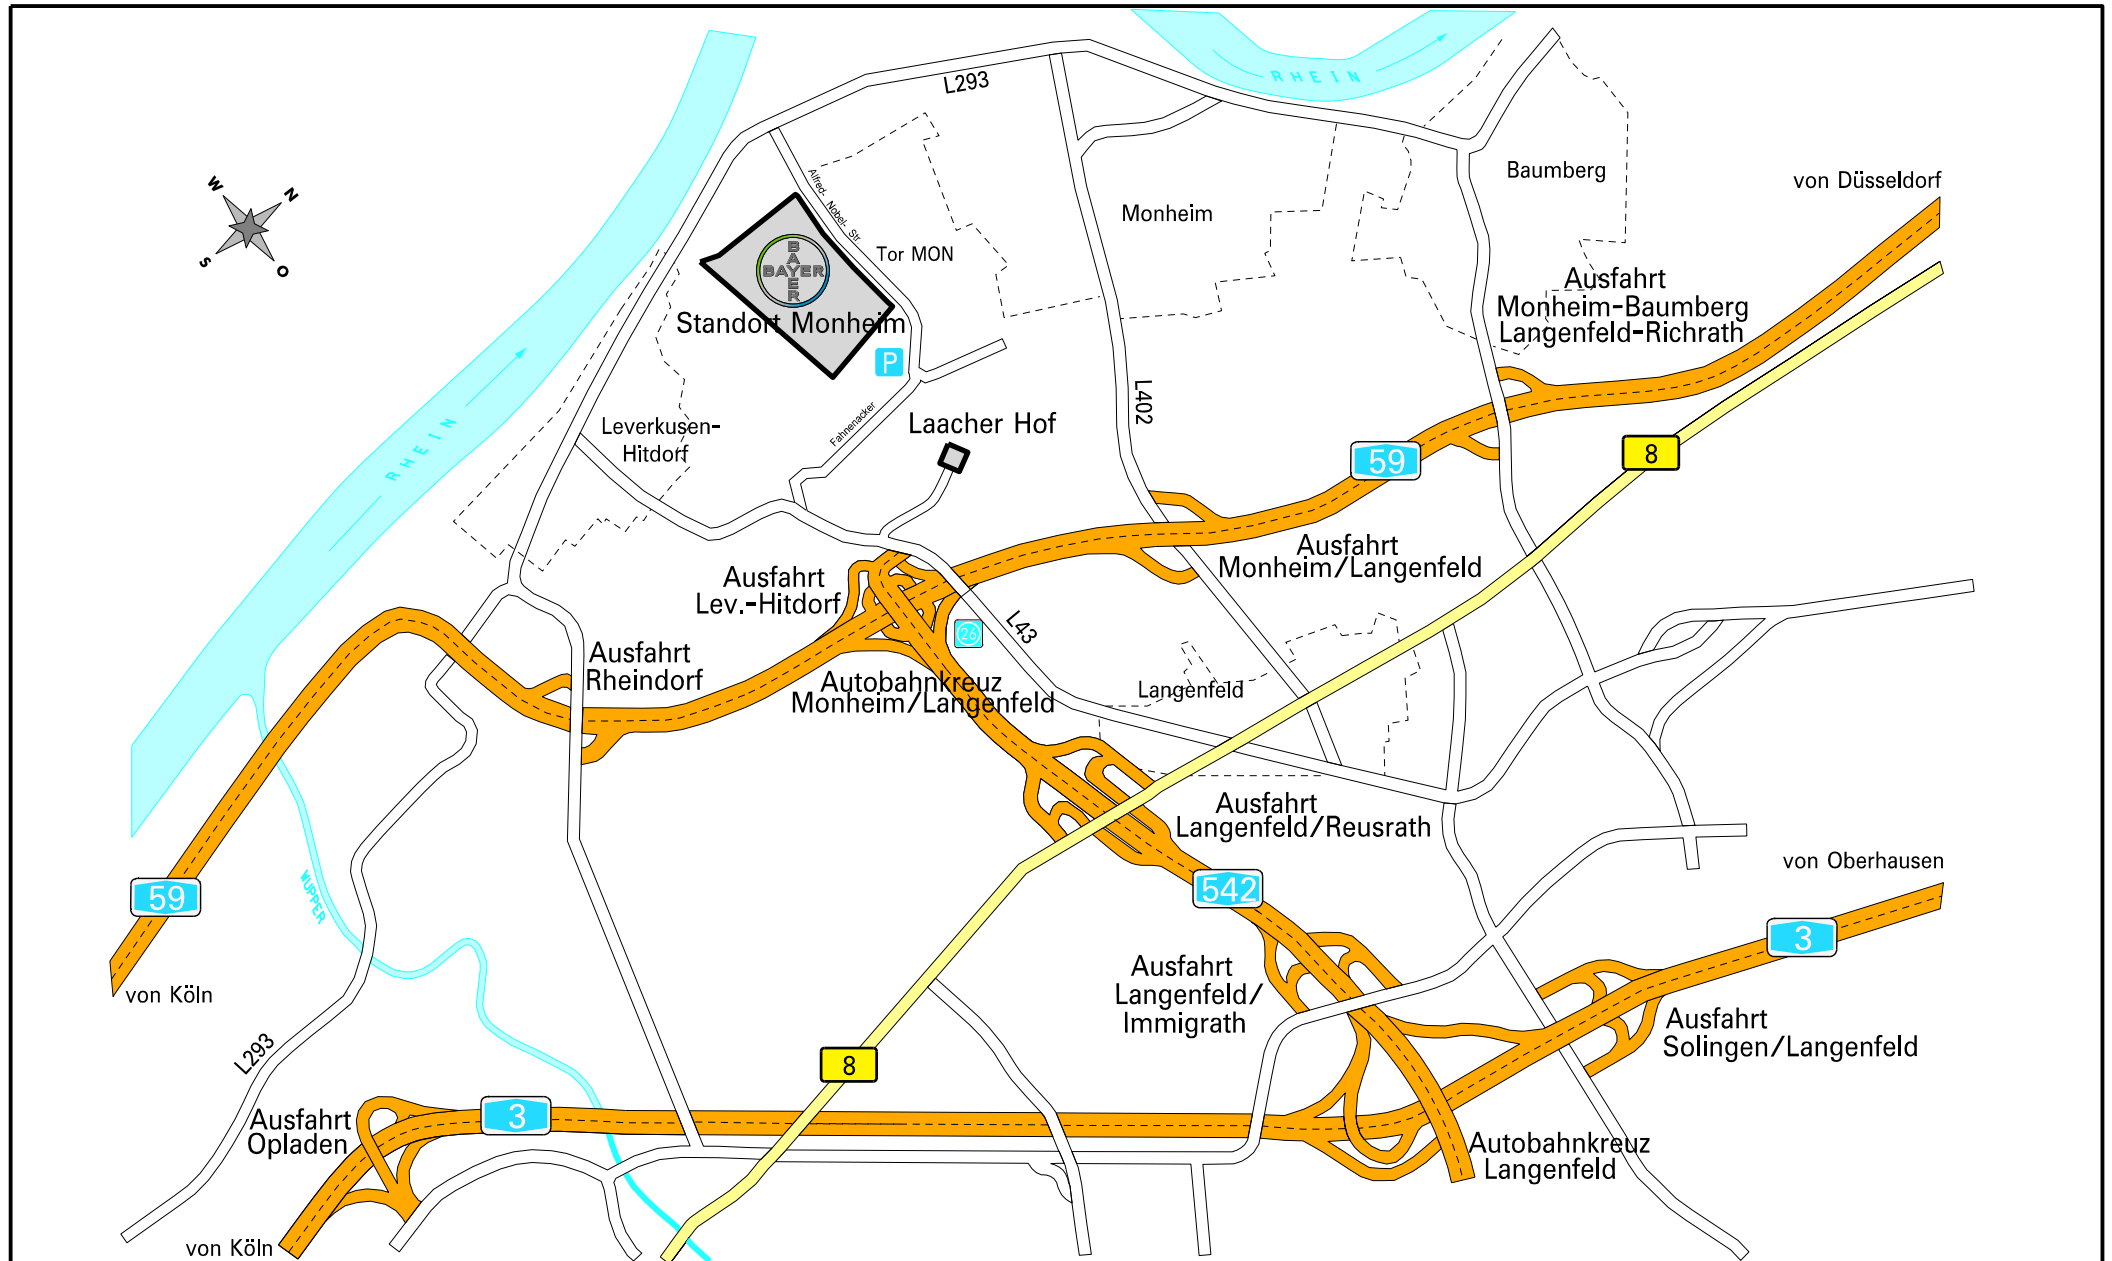 L293
RHEIN
W
N
S
O
Baumberg
von Düsseldorf
Alfred- Nobel- Str
Monheim
Tor MON
BAYER
BAYER
Ausfahrt
Monheim-Baumberg
Langenfeld-Richrath
Standort Monheim
P
L402
Fahnenacker
Laacher Hof
Leverkusen-
Hitdorf
RHEIN
59
8
Ausfahrt
Monheim/Langenfeld
Ausfahrt
Lev.-Hitdorf
26
L43
Ausfahrt
Rheindorf
Autobahnkreuz
Monheim/Langenfeld
Langenfeld
Ausfahrt
Langenfeld/Reusrath
von Oberhausen
59
WUPPER
542
3
von Köln
Ausfahrt
Langenfeld/
Immigrath
Ausfahrt
Solingen/Langenfeld
L293
8
3
Ausfahrt
Opladen
Autobahnkreuz
Langenfeld
von Köln